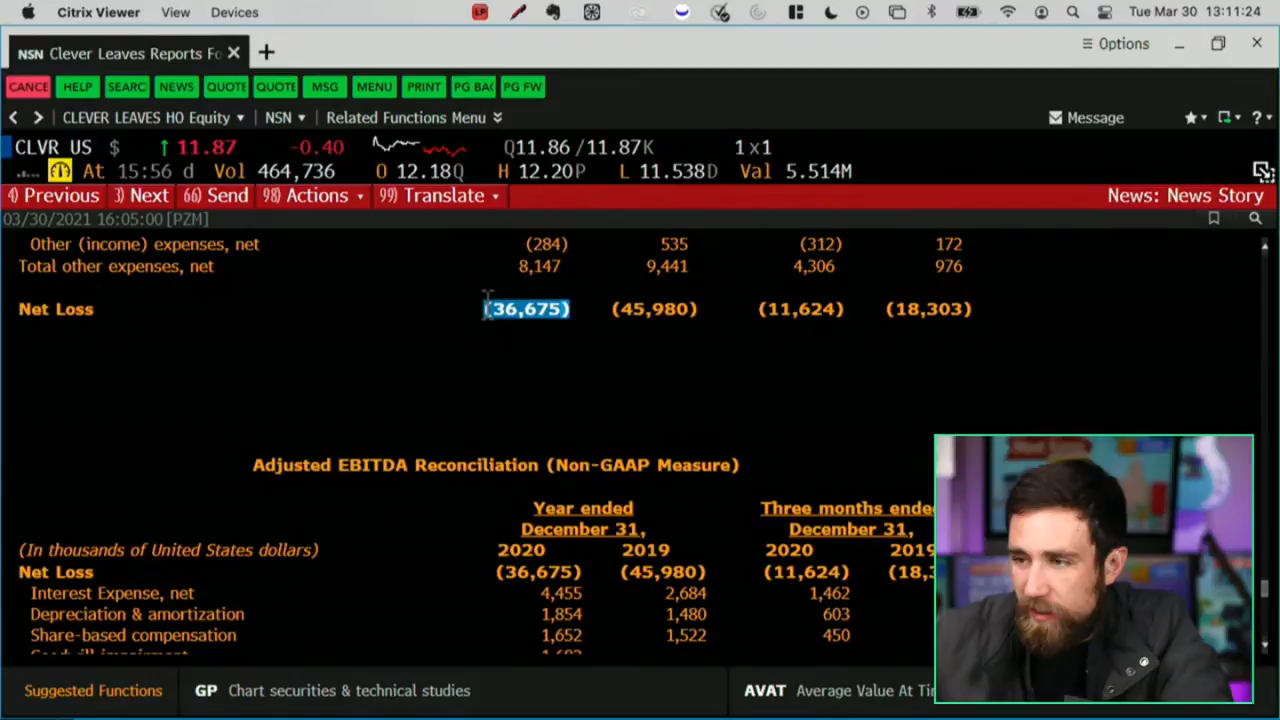 Citrix Viewer View Devices Tue Mar 30 13:11:24
NSN Clever Leaves Reports Fo
Options
CANCE HELP SEARC NEWS QUOTE QUOTE MSG MENU PRINT PG BAC PG FW
CLEVER LEAVES HO Equity NSN Related Functions Menu Message
CLVR US $ ↑ 11.87 -0.40 Q11.86 /11.87K 1x1
At 15:56 d Vol 464,736 O 12.18Q H 12.20P L 11.538D Val 5.514M
4) Previous 3) Next 66) Send 98) Actions 99) Translate News: News Story
03/30/2021 16:05:00 [PZM]
Other (income) expenses, net (284) 535 (312) 172
Total other expenses, net 8,147 9,441 4,306 976
Net Loss (36,675) (45,980) (11,624) (18,303)
Adjusted EBITDA Reconciliation (Non-GAAP Measure)
Year ended Three months ende
December 31, December 31,
(In thousands of United States dollars) 2020 2019 2020 201
Net Loss (36,675) (45,980) (11,624) (18,3
Interest Expense, net 4,455 2,684 1,462
Depreciation & amortization 1,854 1,480 603
Share-based compensation 1,652 1,522 450
Suggested Functions GP Chart securities & technical studies AVAT Average Value At Ti